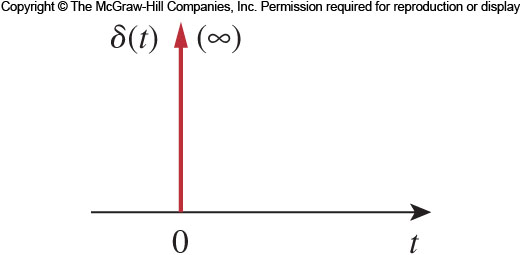 Copyright © The McGraw-Hill Companies, Inc. Permission required for reproduction or display
δ(t) (∞)
0 t